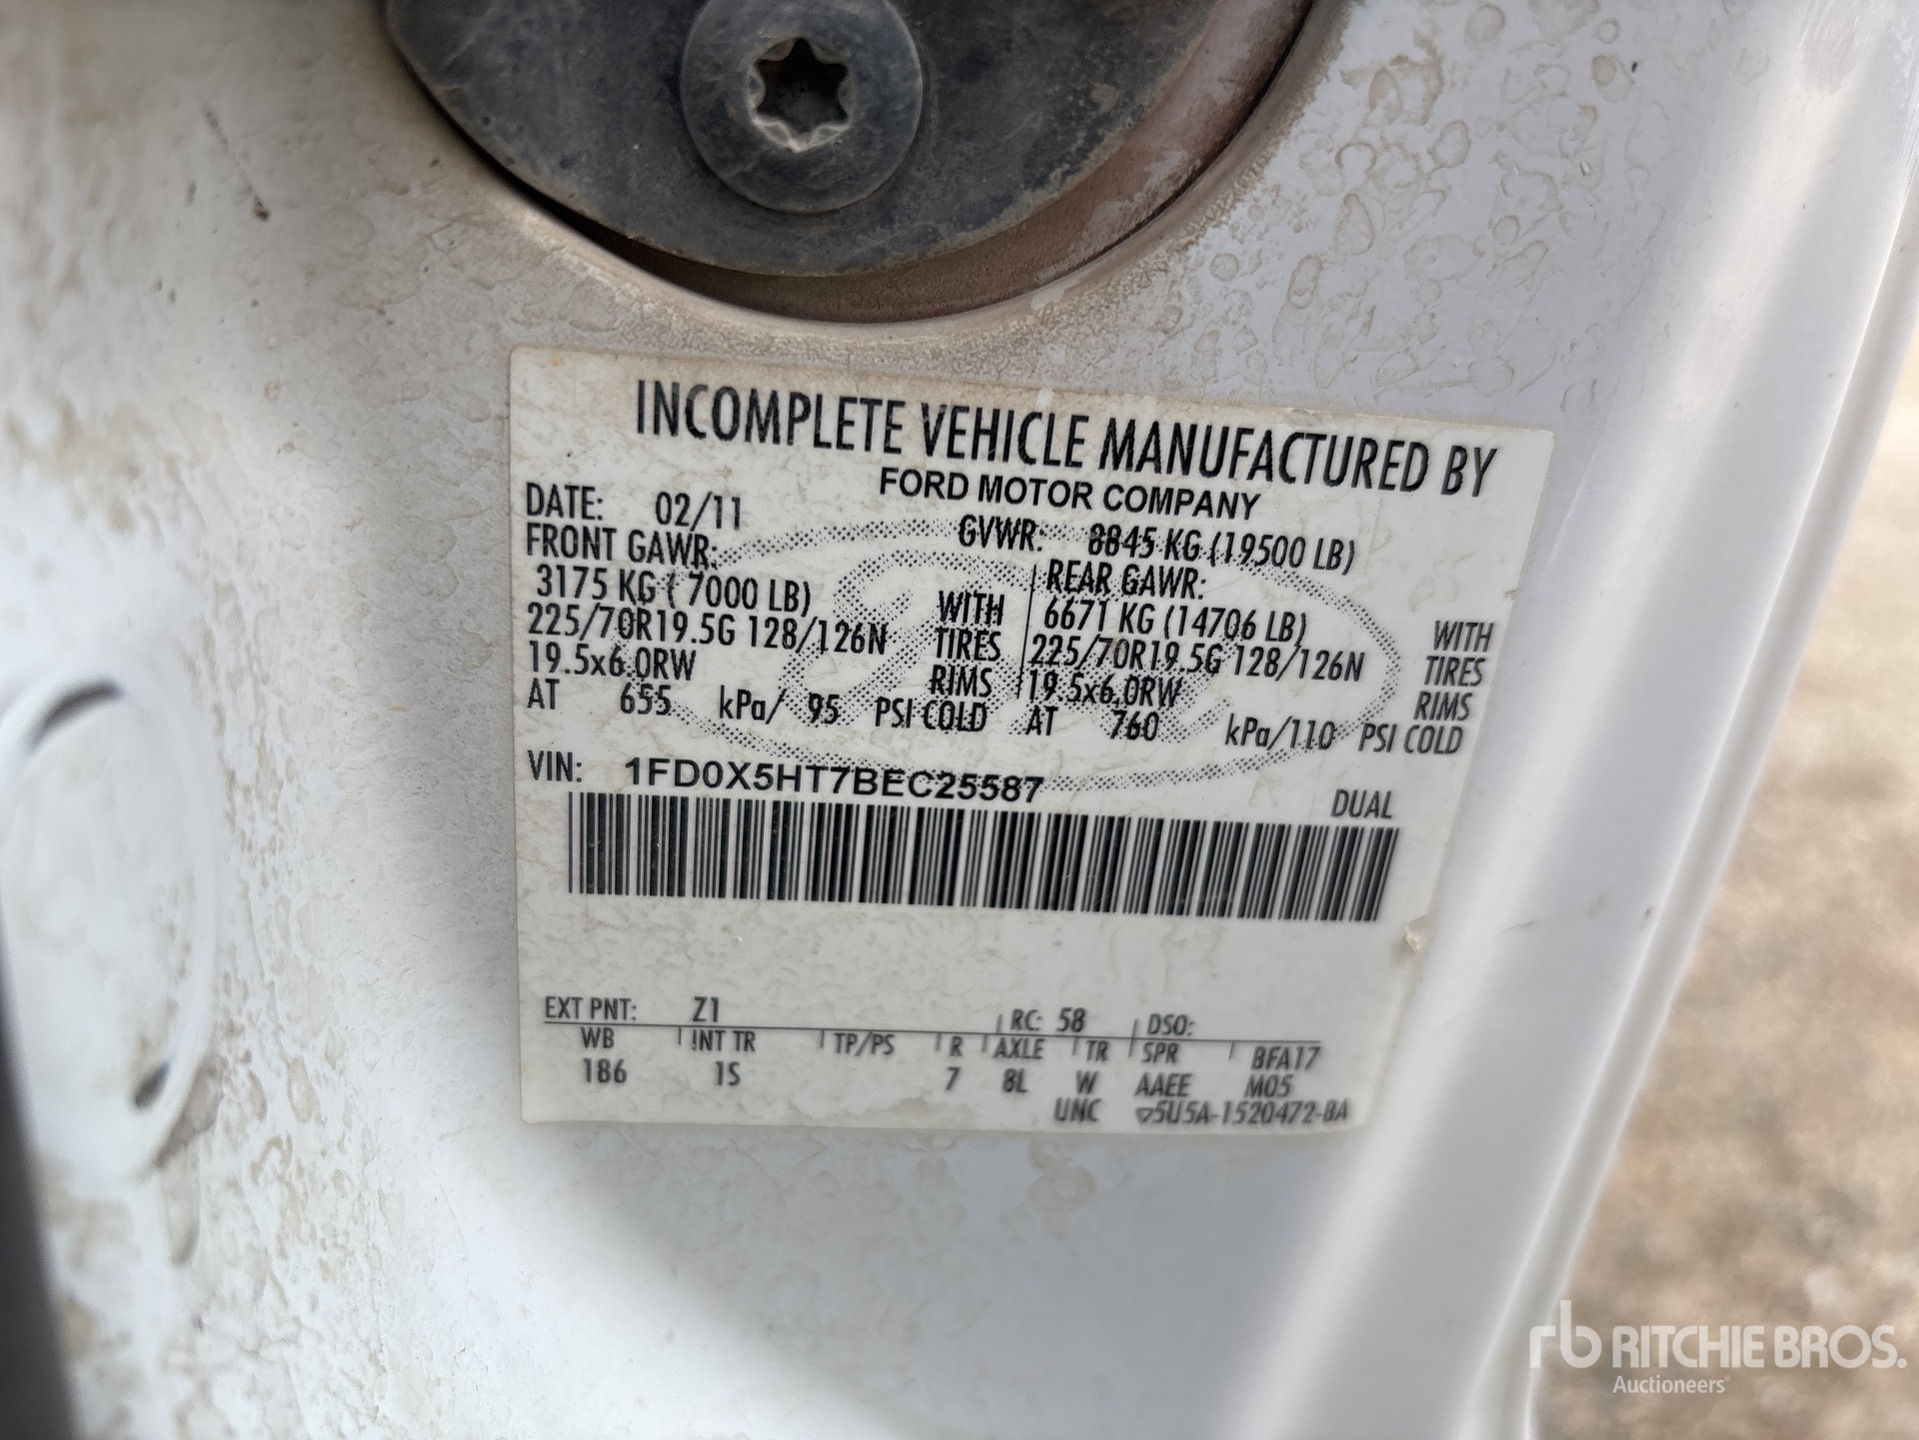 INCOMPLETE VEHICLE MANUFACTURED BY
FORD MOTOR COMPANY
DATE: 02/11 GVWR: 8845 KG (19500 LB)
FRONT GAWR: REAR GAWR:
3175 KG ( 7000 LB) WITH 6671 KG (14706 LB) WITH
225/70R19.5G 128/126N TIRES 225/70R19.5G 128/126N TIRES
19.5x6.0RW RIMS 19.5x6.0RW RIMS
AT 655 kPa/ 95 PSI COLD AT 760 kPa/110 PSI COLD
VIN: 1FD0X5HT7BEC25587
DUAL
EXT PNT: Z1 RC: 58 DSO:
WB INT TR TP/PS R AXLE TR SPR BFA17
186 1S 7 8L W AAEE M05
UNC ▽5U5A-1520472-BA
rb RITCHIE BROS.
Auctioneers